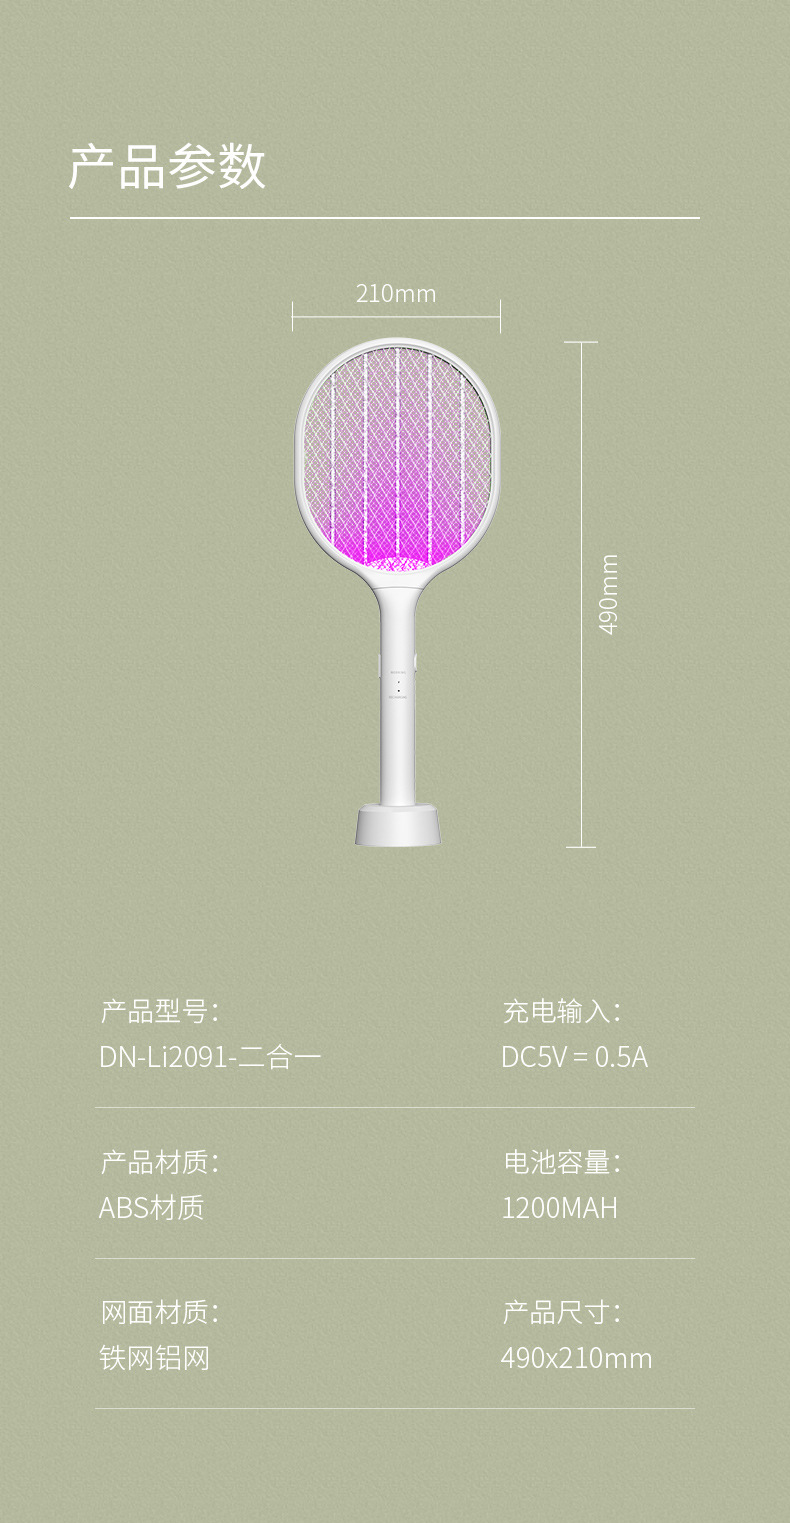 产品参数
210mm
490mm
产品型号：
DN-Li2091-二合一
充电输入：
DC5V = 0.5A
产品材质：
ABS材质
电池容量：
1200MAH
网面材质：
铁网铝网
产品尺寸：
490x210mm